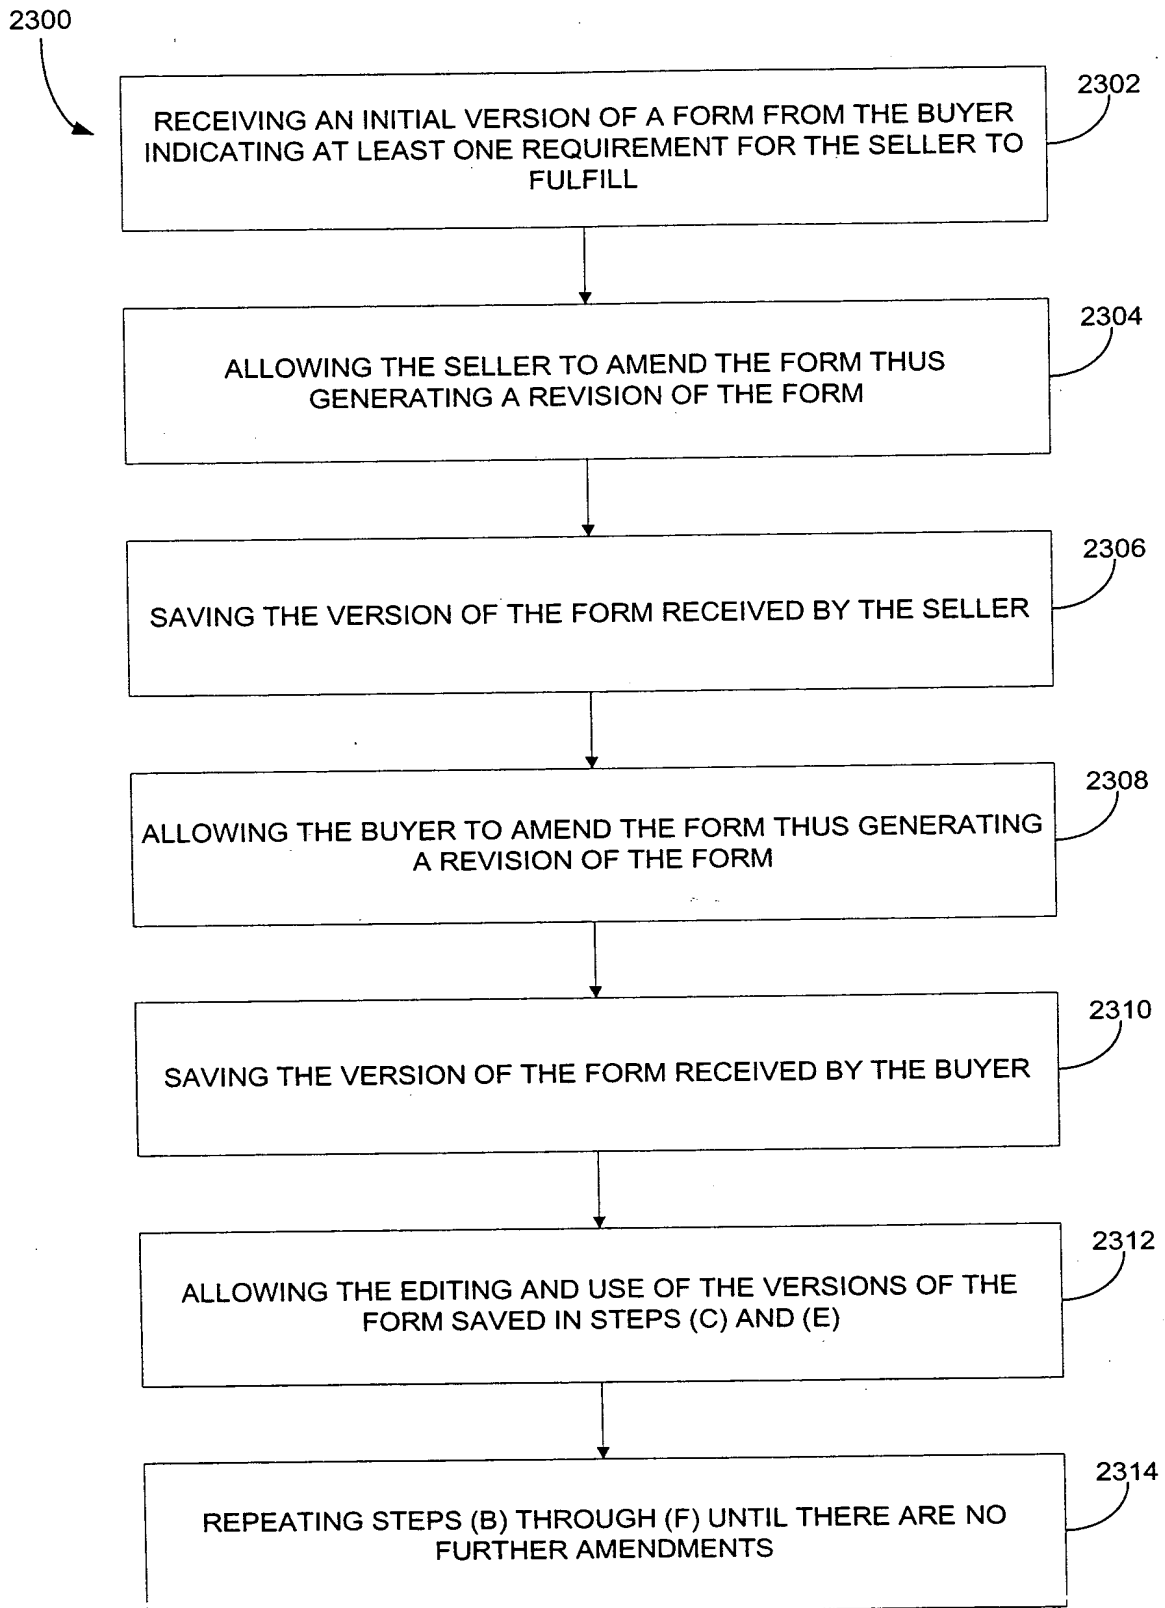 2300
2302
RECEIVING AN INITIAL VERSION OF A FORM FROM THE BUYER
INDICATING AT LEAST ONE REQUIREMENT FOR THE SELLER TO
FULFILL
2304
ALLOWING THE SELLER TO AMEND THE FORM THUS
GENERATING A REVISION OF THE FORM
2306
SAVING THE VERSION OF THE FORM RECEIVED BY THE SELLER
2308
ALLOWING THE BUYER TO AMEND THE FORM THUS GENERATING
A REVISION OF THE FORM
2310
SAVING THE VERSION OF THE FORM RECEIVED BY THE BUYER
2312
ALLOWING THE EDITING AND USE OF THE VERSIONS OF THE
FORM SAVED IN STEPS (C) AND (E)
2314
REPEATING STEPS (B) THROUGH (F) UNTIL THERE ARE NO
FURTHER AMENDMENTS